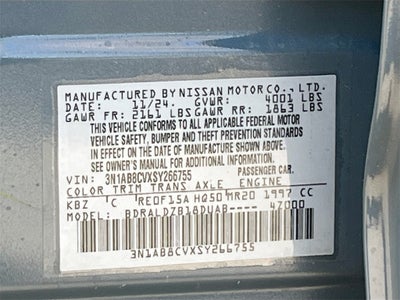 MANUFACTURED BY NISSAN MOTOR CO., LTD.
DATE: 11/24. GVWR: 4001 LBS
GAWR FR: 2161 LBS GAWR RR: 1863 LBS
THIS VEHICLE CONFORMS TO ALL APPLICABLE FEDERAL MOTOR
VEHICLE SAFETY, BUMPER AND THEFT PREVENTION STANDARDS
IN EFFECT ON THE DATE OF MANUFACTURE SHOWN ABOVE.
SEE OWNER'S MANUAL FOR ADDITIONAL INFORMATION.
VIN: 3N1AB8CVXSY266755 PASSENGER CAR.
COLOR TRIM TRANS AXLE ENGINE
KBZ C RE0F15A HQ50 MR20 1997 CC
MODEL: BDRALDZB18DUAB---- 47000
3N1AB8CVXSY266755